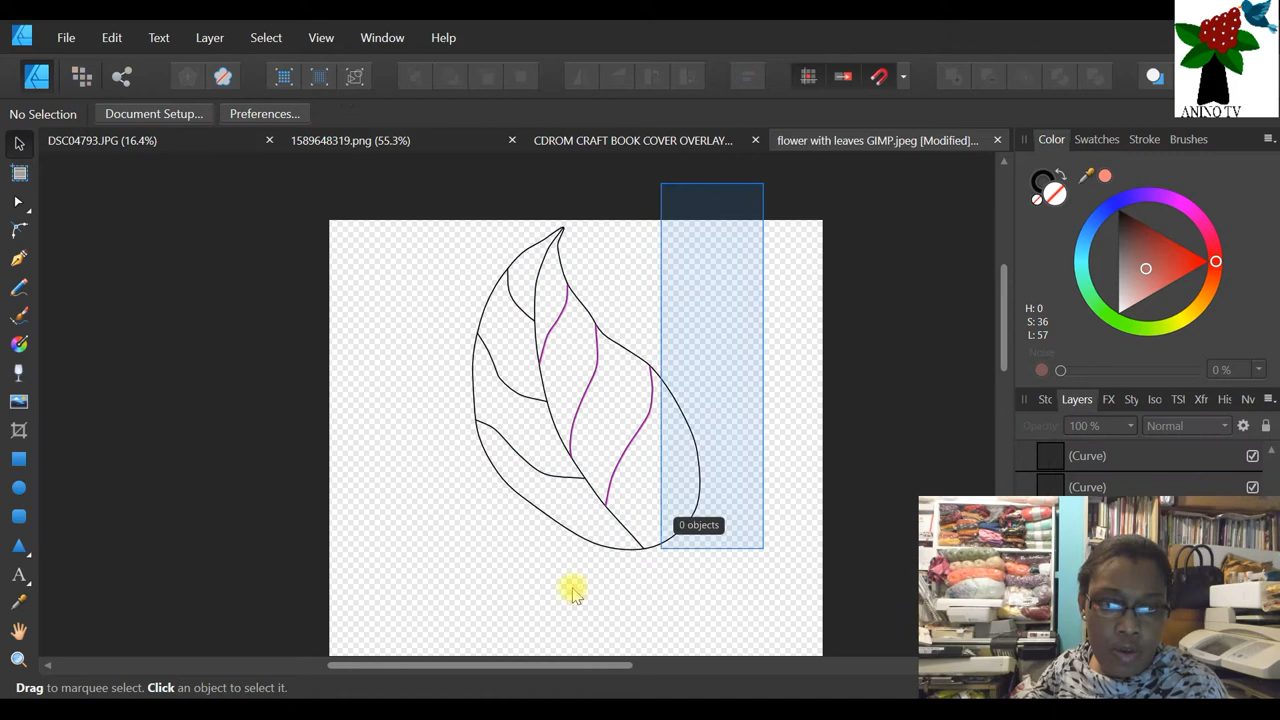 File Edit Text Layer Select View Window Help
ANINO TV
No Selection Document Setup... Preferences...
DSC04793.JPG (16.4%) 1589648319.png (55.3%) CDROM CRAFT BOOK COVER OVERLAY... flower with leaves GIMP.jpeg [Modified]...
Color Swatches Stroke Brushes
H: 0
S: 36
L: 57
None
0 %
Stc Layers FX Sty Iso TSI Xfr His Nv
Opacity: 100 % Normal
(Curve)
(Curve)
0 objects
Drag to marquee select. Click an object to select it.